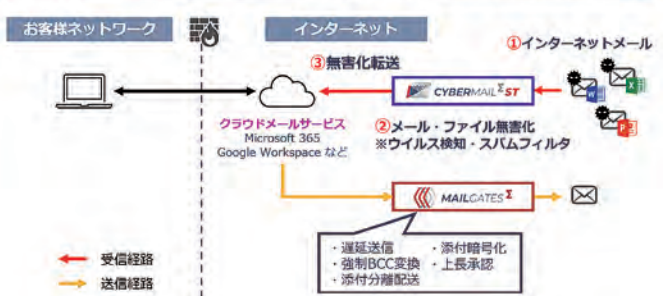 お客様ネットワーク
インターネット
①インターネットメール
③無害化転送
CYBERMAIL Σ ST
クラウドメールサービス
Microsoft 365
Google Workspace など
②メール・ファイル無害化
※ウイルス検知・スパムフィルタ
MAILGATES Σ
・遅延送信
・添付暗号化
・強制BCC変換
・上長承認
・添付分離配送
受信経路
送信経路
W
X
P